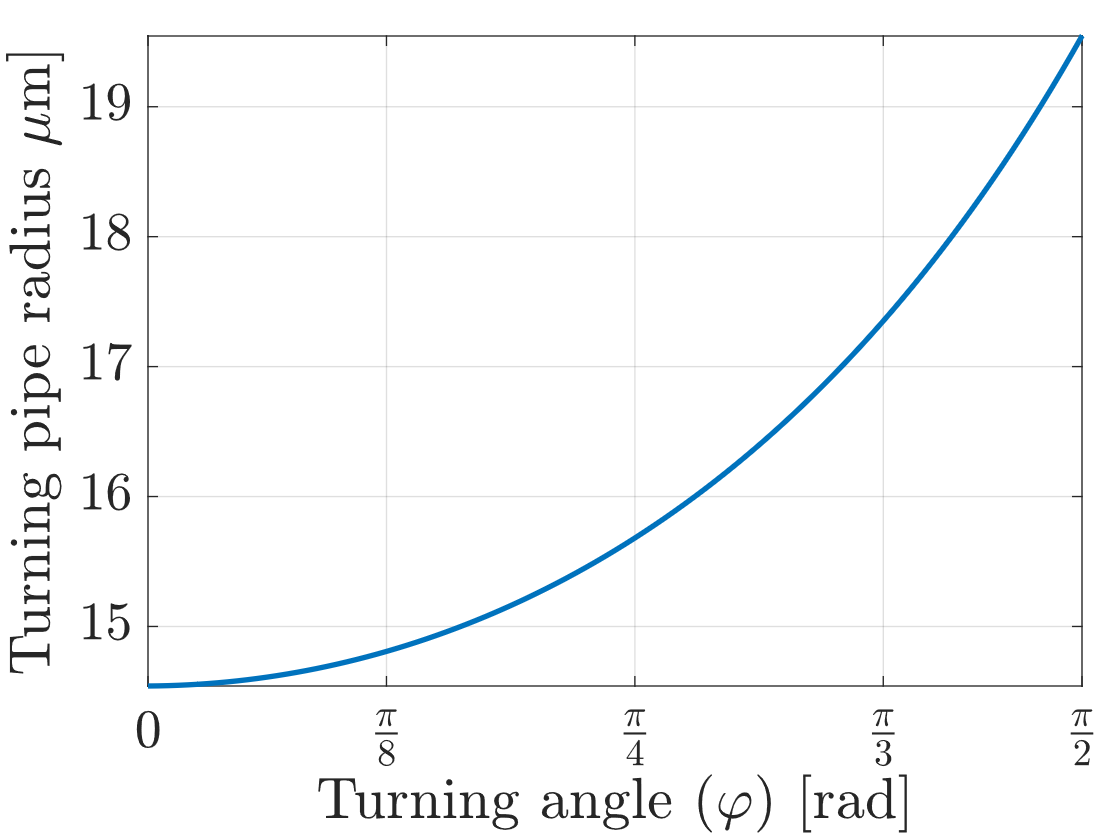 Turning pipe radius μm]
19
18
17
16
15
0
π/8
π/4
π/3
π/2
Turning angle (φ) [rad]